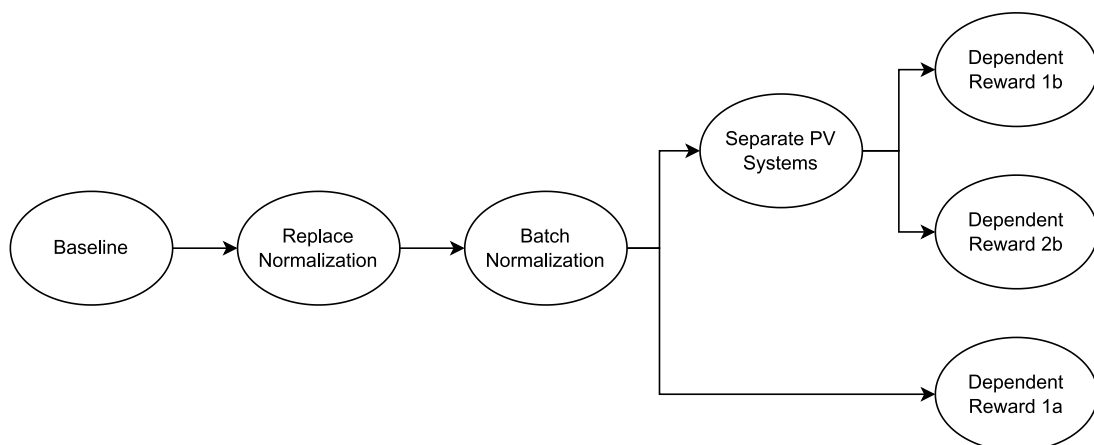 Baseline
Replace
Normalization
Batch
Normalization
Separate PV
Systems
Dependent
Reward 1b
Dependent
Reward 2b
Dependent
Reward 1a